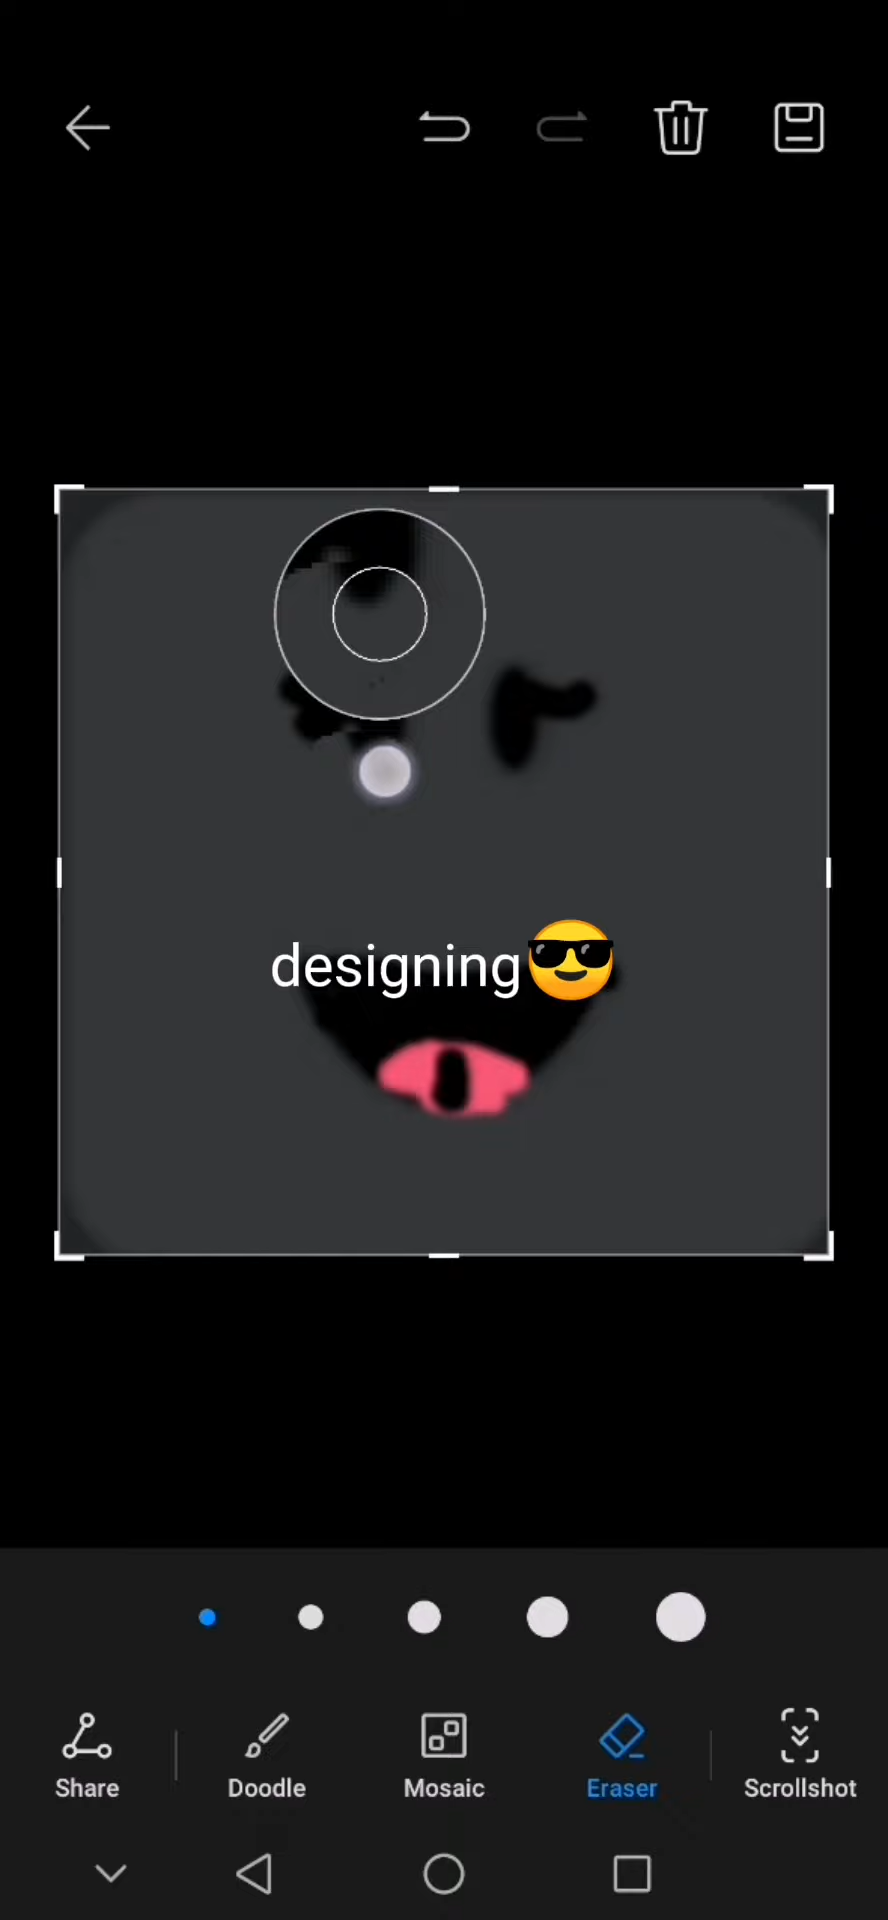 designing😎
Share
Doodle
Mosaic
Eraser
Scrollshot